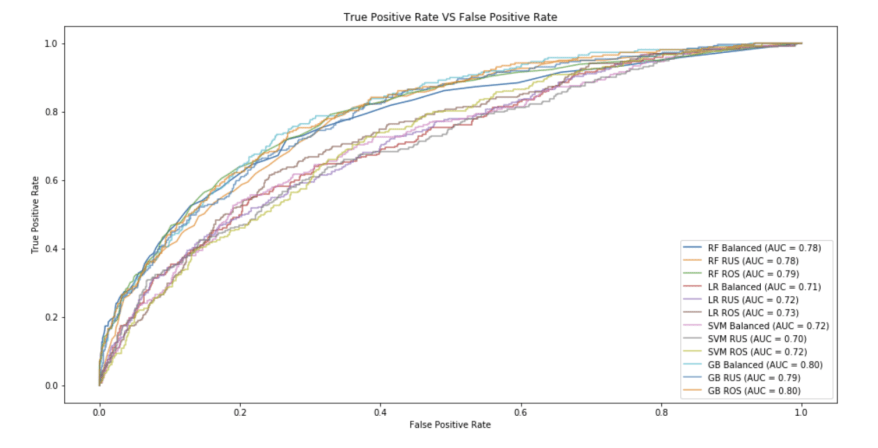 True Positive Rate VS False Positive Rate
1.0
0.8
0.6
0.4
0.2
0.0
True Positive Rate
RF Balanced (AUC = 0.78)
RF RUS (AUC = 0.78)
RF ROS (AUC = 0.79)
LR Balanced (AUC = 0.71)
LR RUS (AUC = 0.72)
LR ROS (AUC = 0.73)
SVM Balanced (AUC = 0.72)
SVM RUS (AUC = 0.70)
SVM ROS (AUC = 0.72)
GB Balanced (AUC = 0.80)
GB RUS (AUC = 0.79)
GB ROS (AUC = 0.80)
0.0 0.2 0.4 0.6 0.8 1.0
False Positive Rate